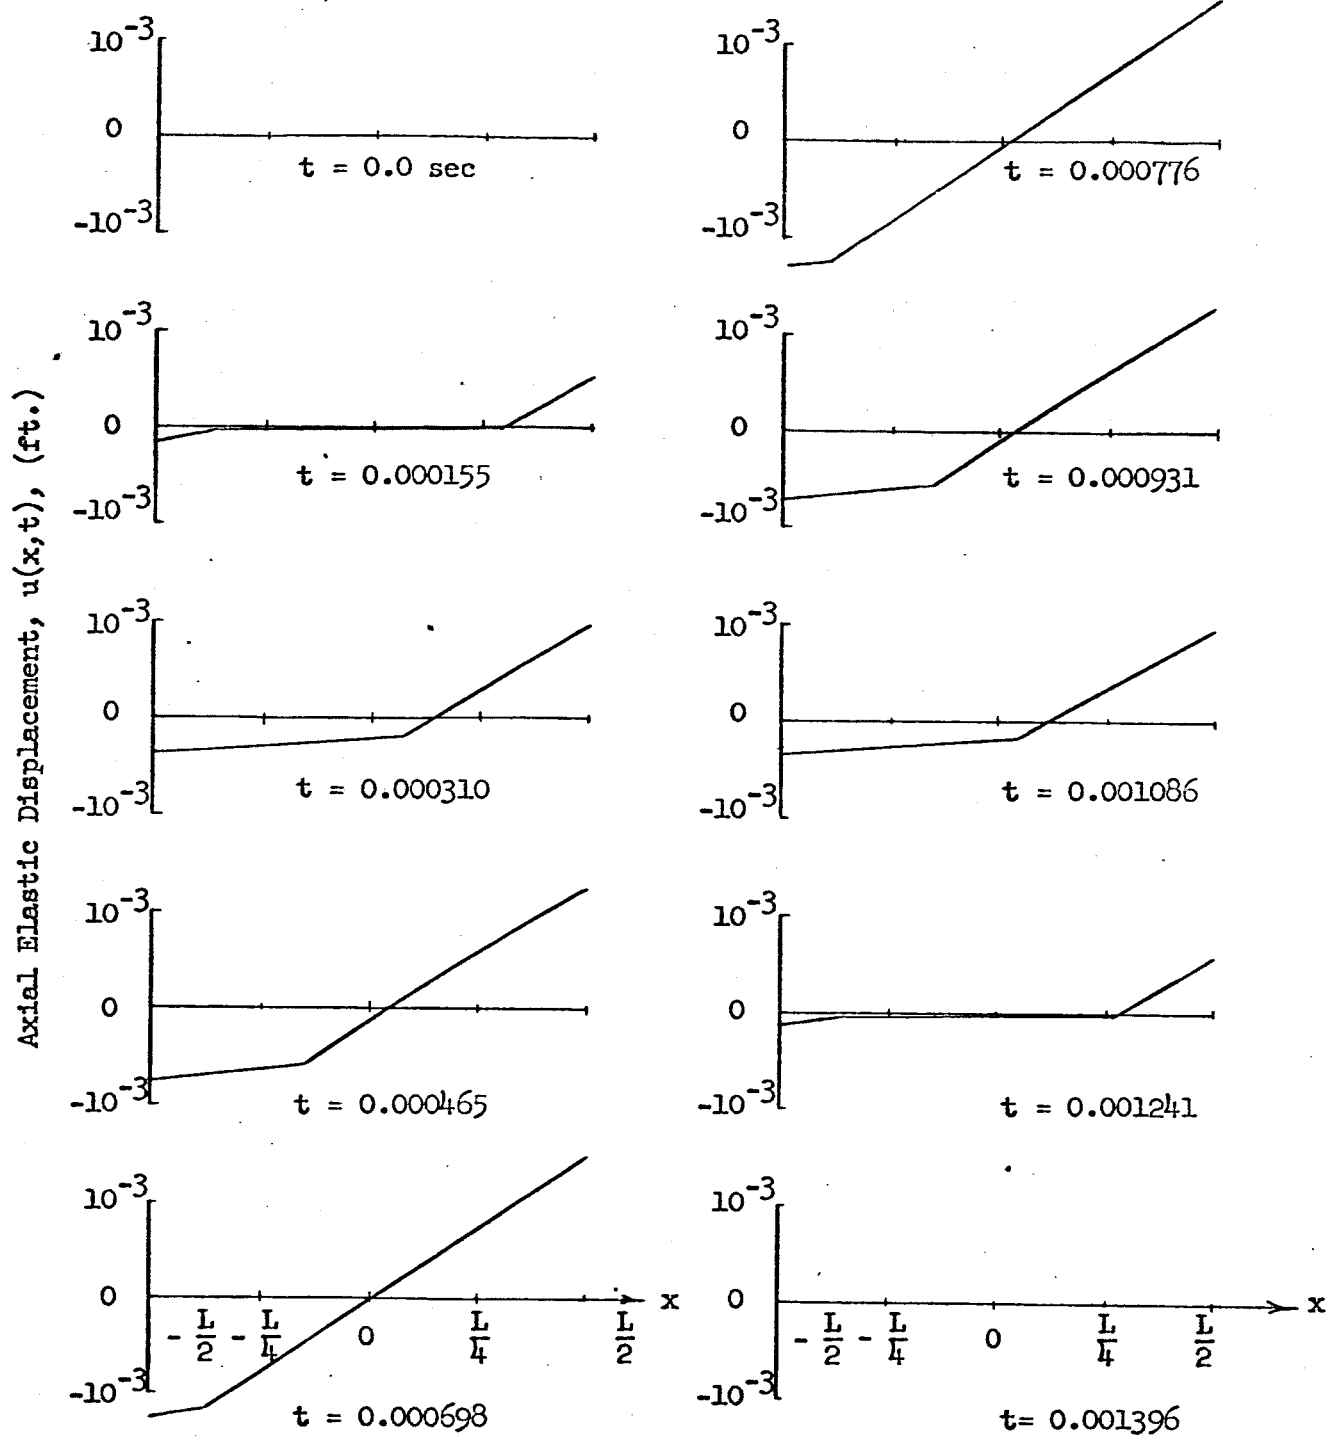 Axial Elastic Displacement, u(x,t), (ft.)
10-3
0
-10-3
t = 0.0 sec
10-3
0
-10-3
t = 0.000155
10-3
0
-10-3
t = 0.000310
10-3
0
-10-3
t = 0.000465
10-3
0
-10-3
- L/2 - L/4 0 L/4 L/2 x
t = 0.000698
10-3
0
-10-3
t = 0.000776
10-3
0
-10-3
t = 0.000931
10-3
0
-10-3
t = 0.001086
10-3
0
-10-3
t = 0.001241
10-3
0
-10-3
- L/2 - L/4 0 L/4 L/2 x
t= 0.001396